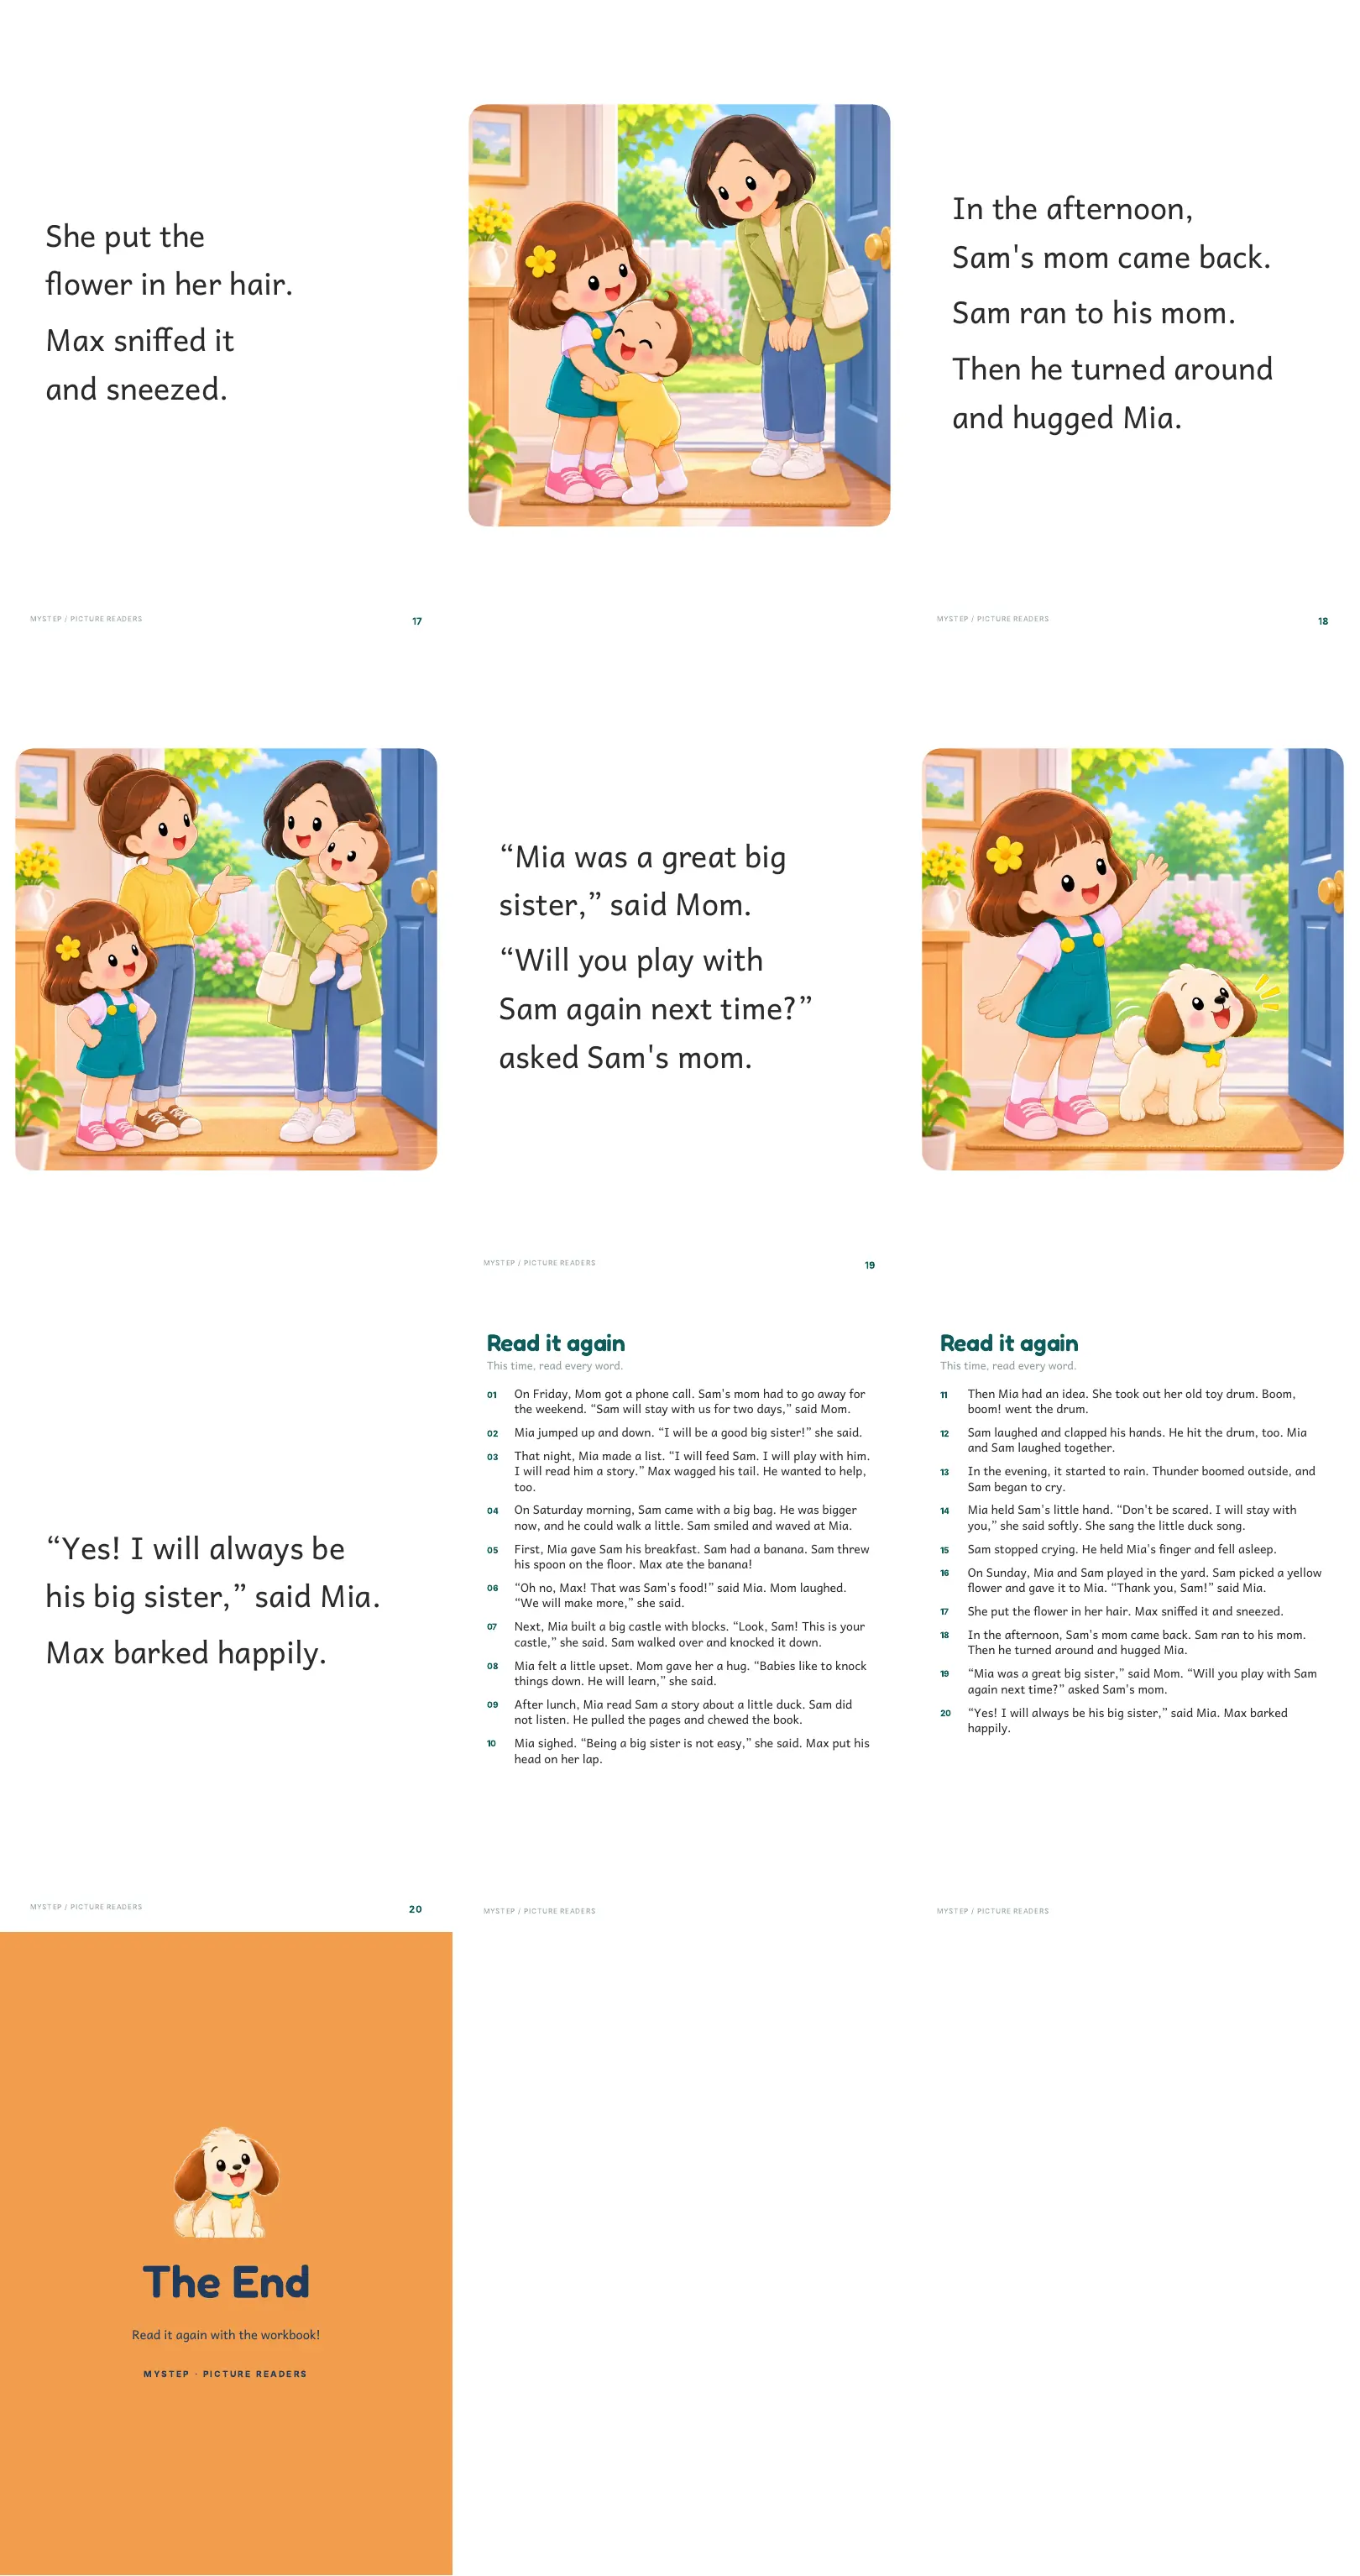 She put the
flower in her hair.
Max sniffed it
and sneezed.
MYSTEP / PICTURE READERS
17
In the afternoon,
Sam's mom came back.
Sam ran to his mom.
Then he turned around
and hugged Mia.
MYSTEP / PICTURE READERS
18
“Mia was a great big
sister,” said Mom.
“Will you play with
Sam again next time?”
asked Sam's mom.
MYSTEP / PICTURE READERS
19
“Yes! I will always be
his big sister,” said Mia.
Max barked happily.
MYSTEP / PICTURE READERS
20
Read it again
This time, read every word.
01 On Friday, Mom got a phone call. Sam's mom had to go away for
the weekend. “Sam will stay with us for two days,” said Mom.
02 Mia jumped up and down. “I will be a good big sister!” she said.
03 That night, Mia made a list. “I will feed Sam. I will play with him.
I will read him a story.” Max wagged his tail. He wanted to help,
too.
04 On Saturday morning, Sam came with a big bag. He was bigger
now, and he could walk a little. Sam smiled and waved at Mia.
05 First, Mia gave Sam his breakfast. Sam had a banana. Sam threw
his spoon on the floor. Max ate the banana!
06 “Oh no, Max! That was Sam's food!” said Mia. Mom laughed.
“We will make more,” she said.
07 Next, Mia built a big castle with blocks. “Look, Sam! This is your
castle,” she said. Sam walked over and knocked it down.
08 Mia felt a little upset. Mom gave her a hug. “Babies like to knock
things down. He will learn,” she said.
09 After lunch, Mia read Sam a story about a little duck. Sam did
not listen. He pulled the pages and chewed the book.
10 Mia sighed. “Being a big sister is not easy,” she said. Max put his
head on her lap.
MYSTEP / PICTURE READERS
Read it again
This time, read every word.
11 Then Mia had an idea. She took out her old toy drum. Boom,
boom! went the drum.
12 Sam laughed and clapped his hands. He hit the drum, too. Mia
and Sam laughed together.
13 In the evening, it started to rain. Thunder boomed outside, and
Sam began to cry.
14 Mia held Sam's little hand. “Don't be scared. I will stay with
you,” she said softly. She sang the little duck song.
15 Sam stopped crying. He held Mia's finger and fell asleep.
16 On Sunday, Mia and Sam played in the yard. Sam picked a yellow
flower and gave it to Mia. “Thank you, Sam!” said Mia.
17 She put the flower in her hair. Max sniffed it and sneezed.
18 In the afternoon, Sam's mom came back. Sam ran to his mom.
Then he turned around and hugged Mia.
19 “Mia was a great big sister,” said Mom. “Will you play with Sam
again next time?” asked Sam's mom.
20 “Yes! I will always be his big sister,” said Mia. Max barked
happily.
MYSTEP / PICTURE READERS
The End
Read it again with the workbook!
MYSTEP · PICTURE READERS